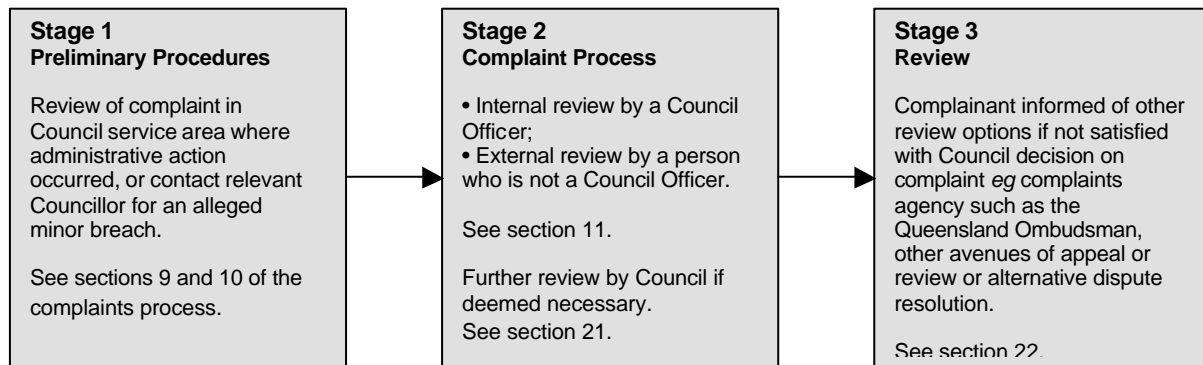 Stage 1
Preliminary Procedures
Review of complaint in
Council service area where
administrative action
occurred, or contact relevant
Councillor for an alleged
minor breach.
See sections 9 and 10 of the
complaints process.
Stage 2
Complaint Process
• Internal review by a Council
Officer;
• External review by a person
who is not a Council Officer.
See section 11.
Further review by Council if
deemed necessary.
See section 21.
Stage 3
Review
Complainant informed of other
review options if not satisfied
with Council decision on
complaint eg complaints
agency such as the
Queensland Ombudsman,
other avenues of appeal or
review or alternative dispute
resolution.
See section 22.